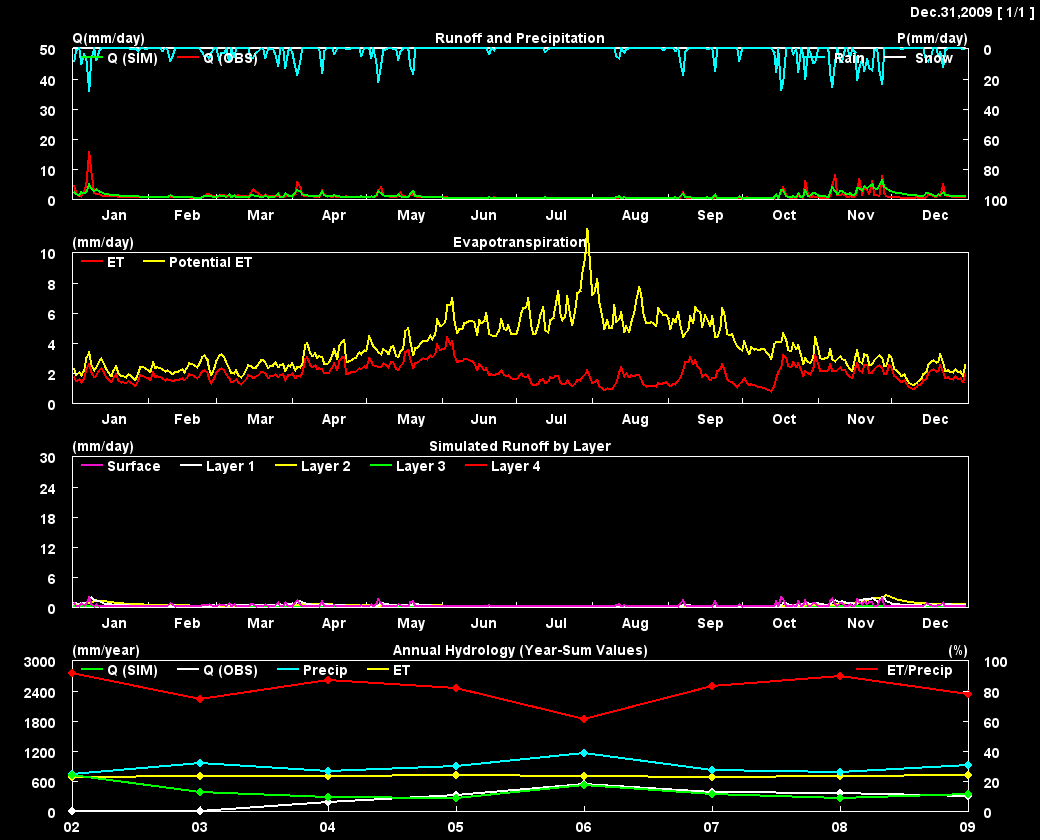 Dec.31,2009 [ 1/1 ]
Q(mm/day) Runoff and Precipitation P(mm/day)
50 0
Q (SIM) Q (OBS) Rain Snow
40 20
30 40
20 60
10 80
0 100
Jan Feb Mar Apr May Jun Jul Aug Sep Oct Nov Dec
(mm/day) Evapotranspiration
10
ET Potential ET
8
6
4
2
0
Jan Feb Mar Apr May Jun Jul Aug Sep Oct Nov Dec
(mm/day) Simulated Runoff by Layer
30
Surface Layer 1 Layer 2 Layer 3 Layer 4
24
18
12
6
0
Jan Feb Mar Apr May Jun Jul Aug Sep Oct Nov Dec
(mm/year) Annual Hydrology (Year-Sum Values) (%)
3000 100
Q (SIM) Q (OBS) Precip ET ET/Precip
2400 80
1800 60
1200 40
600 20
0 0
02 03 04 05 06 07 08 09